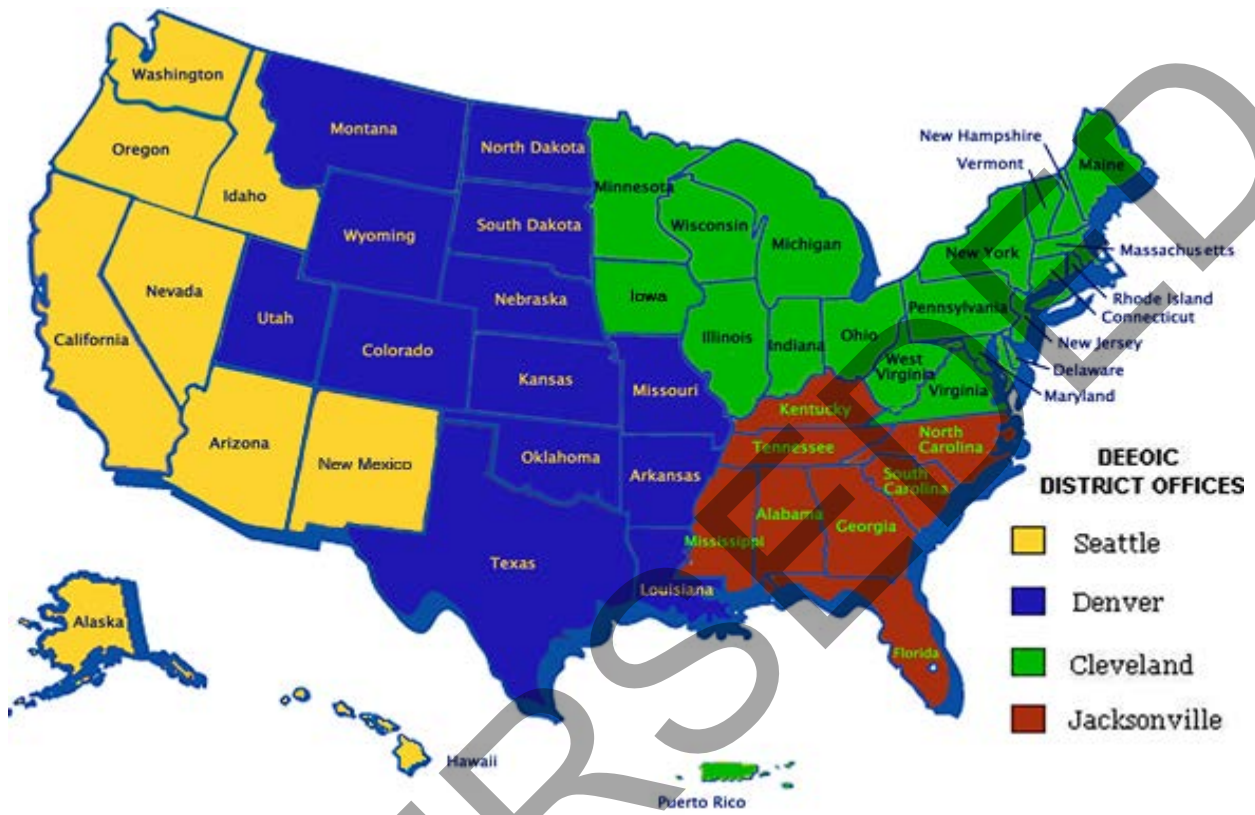 Washington
Montana
North Dakota
New Hampshire
Vermont
Maine
Oregon
Idaho
Minnesota
Wyoming
South Dakota
Wisconsin
Michigan
New York
Massachusetts
Nevada
Nebraska
Iowa
Pennsylvania
Rhode Island
Connecticut
California
Utah
Colorado
Illinois
Indiana
Ohio
New Jersey
Kansas
Missouri
West
Virginia
Virginia
Delaware
Maryland
Kentucky
Arizona
New Mexico
Oklahoma
Arkansas
Tennessee
North
Carolina
South
Carolina
Alabama
Georgia
Mississippi
Texas
Louisiana
Florida
Alaska
Hawaii
Puerto Rico
DEEOIC
DISTRICT OFFICES
Seattle
Denver
Cleveland
Jacksonville